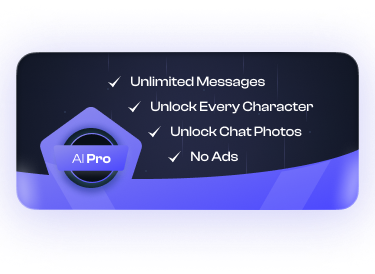 Unlimited Messages
Unlock Every Character
Unlock Chat Photos
No Ads
AI Pro